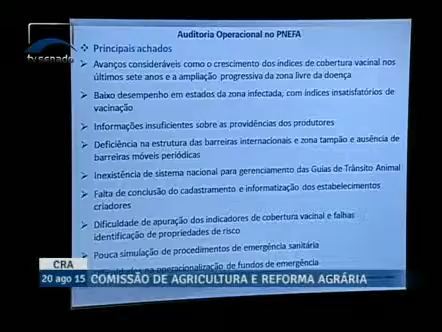 tv senado
Auditoria Operacional no PNEFA
Principais achados
Avanços consideráveis como o crescimento dos índices de cobertura vacinal nos
últimos sete anos e a ampliação progressiva da zona livre da doença
Baixo desempenho em estados da zona infectada, com índices insatisfatórios de
vacinação
Informações insuficientes sobre as providências dos produtores
Deficiência na estrutura das barreiras internacionais e zona tampão e ausência de
barreiras móveis periódicas
Inexistência de sistema nacional para gerenciamento das Guias de Trânsito Animal
Falta de conclusão do cadastramento e informatização dos estabelecimentos
criadores
Dificuldade de apuração dos indicadores de cobertura vacinal e falhas
identificação de propriedades de risco
Pouca simulação de procedimentos de emergência sanitária
na operacionalização de fundos de emergência
CRA
20 ago 15 COMISSÃO DE AGRICULTURA E REFORMA AGRÁRIA